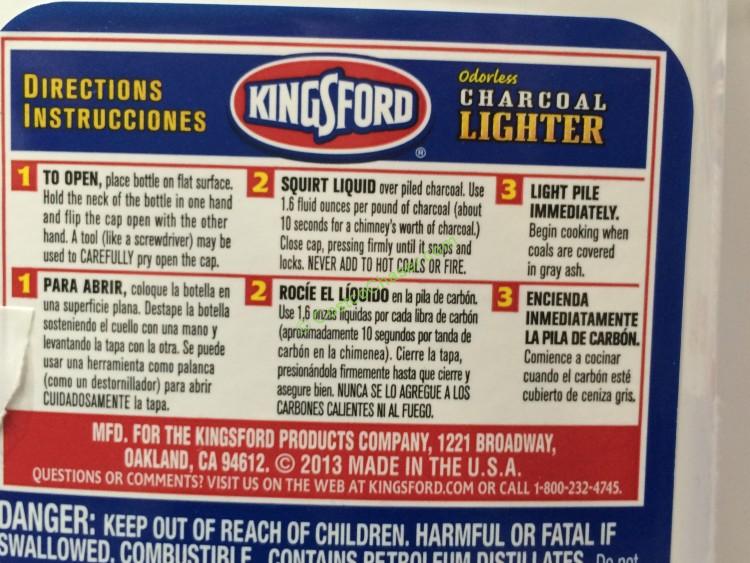 DIRECTIONS
INSTRUCCIONES
KINGSFORD
®
Odorless
CHARCOAL
LIGHTER
1 TO OPEN, place bottle on flat surface.
Hold the neck of the bottle in one hand
and flip the cap open with the other
hand. A tool (like a screwdriver) may be
used to CAREFULLY pry open the cap.
2 SQUIRT LIQUID over piled charcoal. Use
1.6 fluid ounces per pound of charcoal (about
10 seconds for a chimney's worth of charcoal.)
Close cap, pressing firmly until it snaps and
locks. NEVER ADD TO HOT COALS OR FIRE.
3 LIGHT PILE
IMMEDIATELY.
Begin cooking when
coals are covered
in gray ash.
1 PARA ABRIR, coloque la botella en
una superficie plana. Destape la botella
sosteniendo el cuello con una mano y
levantando la tapa con la otra. Se puede
usar una herramienta como palanca
(como un destornillador) para abrir
CUIDADOSAMENTE la tapa.
2 ROCÍE EL LÍQUIDO en la pila de carbón.
Use 1,6 onzas líquidas por cada libra de carbón
(aproximadamente 10 segundos por tanda de
carbón en la chimenea). Cierre la tapa,
presionándola firmemente hasta que cierre y
asegure bien. NUNCA SE LO AGREGUE A LOS
CARBONES CALIENTES NI AL FUEGO.
3 ENCIENDA
INMEDIATAMENTE
LA PILA DE CARBÓN.
Comience a cocinar
cuando el carbón esté
cubierto de ceniza gris.
MFD. FOR THE KINGSFORD PRODUCTS COMPANY, 1221 BROADWAY,
OAKLAND, CA 94612. © 2013 MADE IN THE U.S.A.
QUESTIONS OR COMMENTS? VISIT US ON THE WEB AT KINGSFORD.COM OR CALL 1-800-232-4745.
DANGER: KEEP OUT OF REACH OF CHILDREN. HARMFUL OR FATAL IF
SWALLOWED. COMBUSTIBLE. CONTAINS PETROLEUM DISTILLATES. Do not